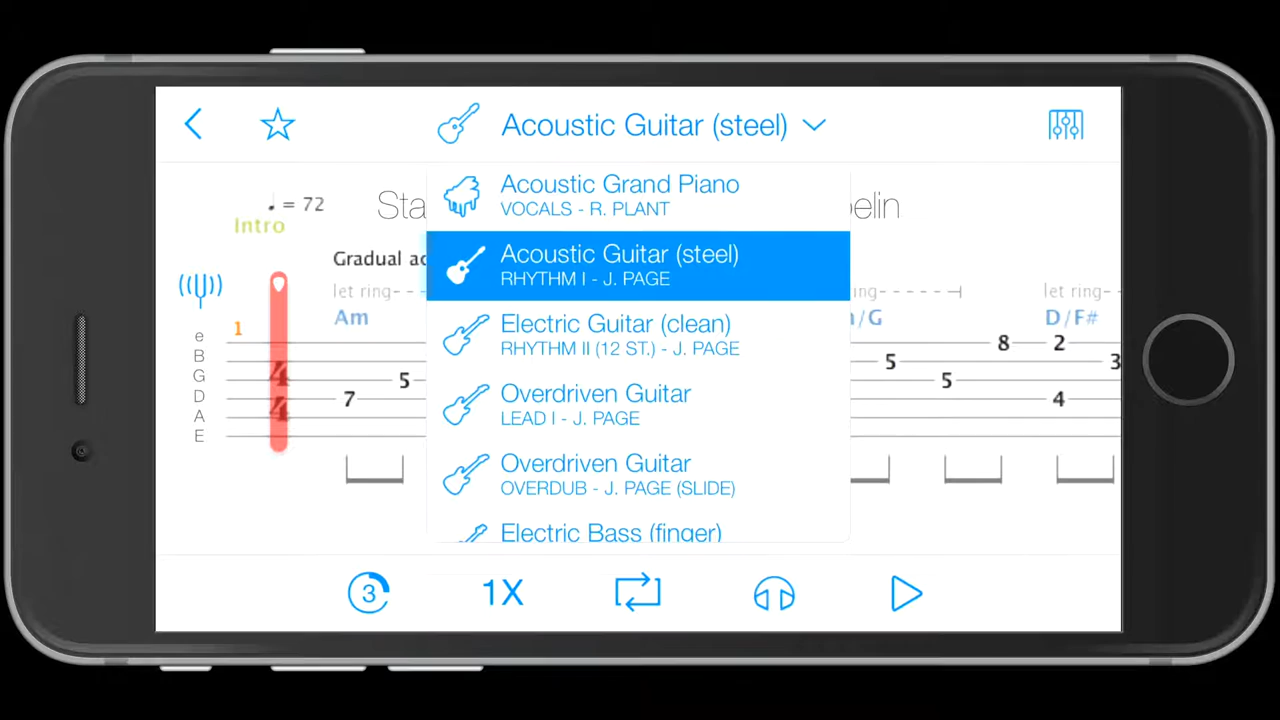 Acoustic Guitar (steel)
= 72
Sta
elin
Intro
Acoustic Grand Piano
VOCALS - R. PLANT
Acoustic Guitar (steel)
RHYTHM I - J. PAGE
Electric Guitar (clean)
RHYTHM II (12 ST.) - J. PAGE
Overdriven Guitar
LEAD I - J. PAGE
Overdriven Guitar
OVERDUB - J. PAGE (SLIDE)
Electric Bass (finger)
Gradual ac
let ring
ing
let ring
Am
/G
D/F#
1
e
B
G
D
A
E
4
4
7
5
5
5
8
2
4
3
3
1X